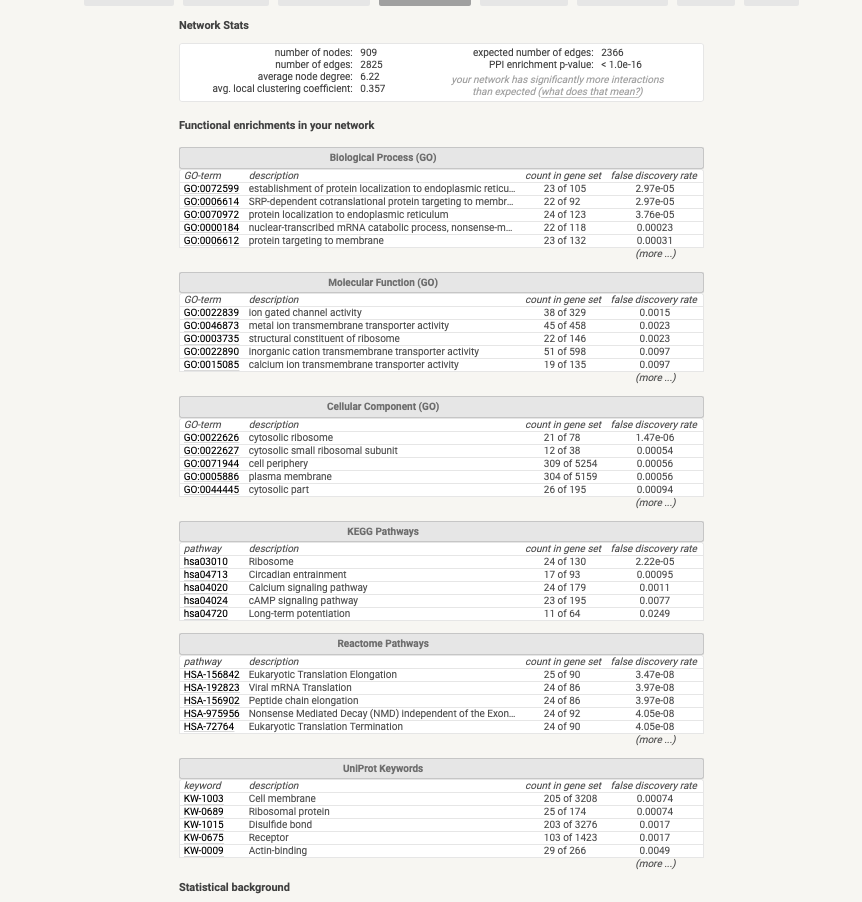 Network Stats
number of nodes: 909 expected number of edges: 2366
number of edges: 2825 PPI enrichment p-value: < 1.0e-16
average node degree: 6.22 your network has significantly more interactions
avg. local clustering coefficient: 0.357 than expected (what does that mean?)
Functional enrichments in your network
Biological Process (GO)
GO-term description count in gene set false discovery rate
GO:0072599 establishment of protein localization to endoplasmic reticu... 23 of 105 2.97e-05
GO:0006614 SRP-dependent cotranslational protein targeting to membr... 22 of 92 2.97e-05
GO:0070972 protein localization to endoplasmic reticulum 24 of 123 3.76e-05
GO:0000184 nuclear-transcribed mRNA catabolic process, nonsense-m... 22 of 118 0.00023
GO:0006612 protein targeting to membrane 23 of 132 0.00031
(more ...)
Molecular Function (GO)
GO-term description count in gene set false discovery rate
GO:0022839 ion gated channel activity 38 of 329 0.0015
GO:0046873 metal ion transmembrane transporter activity 45 of 458 0.0023
GO:0003735 structural constituent of ribosome 22 of 146 0.0023
GO:0022890 inorganic cation transmembrane transporter activity 51 of 598 0.0097
GO:0015085 calcium ion transmembrane transporter activity 19 of 135 0.0097
(more ...)
Cellular Component (GO)
GO-term description count in gene set false discovery rate
GO:0022626 cytosolic ribosome 21 of 78 1.47e-06
GO:0022627 cytosolic small ribosomal subunit 12 of 38 0.00054
GO:0071944 cell periphery 309 of 5254 0.00056
GO:0005886 plasma membrane 304 of 5159 0.00056
GO:0044445 cytosolic part 26 of 195 0.00094
(more ...)
KEGG Pathways
pathway description count in gene set false discovery rate
hsa03010 Ribosome 24 of 130 2.22e-05
hsa04713 Circadian entrainment 17 of 93 0.00095
hsa04020 Calcium signaling pathway 24 of 179 0.0011
hsa04024 cAMP signaling pathway 23 of 195 0.0077
hsa04720 Long-term potentiation 11 of 64 0.0249
Reactome Pathways
pathway description count in gene set false discovery rate
HSA-156842 Eukaryotic Translation Elongation 25 of 90 3.47e-08
HSA-192823 Viral mRNA Translation 24 of 86 3.97e-08
HSA-156902 Peptide chain elongation 24 of 86 3.97e-08
HSA-975956 Nonsense Mediated Decay (NMD) independent of the Exon... 24 of 92 4.05e-08
HSA-72764 Eukaryotic Translation Termination 24 of 90 4.05e-08
(more ...)
UniProt Keywords
keyword description count in gene set false discovery rate
KW-1003 Cell membrane 205 of 3208 0.00074
KW-0689 Ribosomal protein 25 of 174 0.00074
KW-1015 Disulfide bond 203 of 3276 0.0017
KW-0675 Receptor 103 of 1423 0.0017
KW-0009 Actin-binding 29 of 266 0.0049
(more ...)
Statistical background